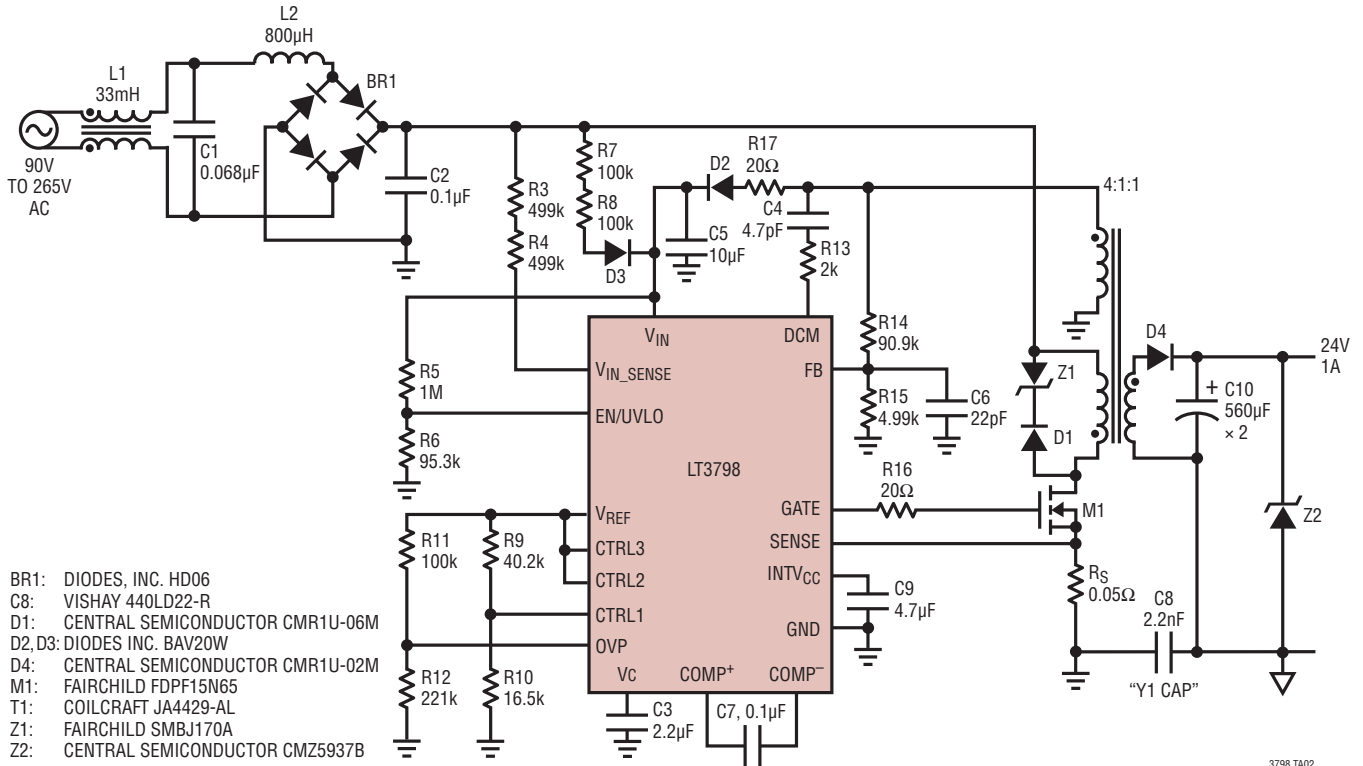 L2
800µH
L1
33mH
BR1
90V
TO 265V
AC
C1
0.068µF
C2
0.1µF
R3
499k
R4
499k
R7
100k
R8
100k
D3
D2
R17
20Ω
C5
10µF
C4
4.7pF
R13
2k
4:1:1
R14
90.9k
R15
4.99k
C6
22pF
Z1
D1
D4
24V
1A
+ C10
560µF
× 2
Z2
R5
1M
R6
95.3k
VIN
DCM
VIN_SENSE
FB
EN/UVLO
LT3798
VREF
CTRL3
CTRL2
CTRL1
OVP
VC
COMP+
COMP–
GATE
SENSE
INTVCC
GND
R16
20Ω
M1
RS
0.05Ω
C9
4.7µF
C8
2.2nF
“Y1 CAP”
R11
100k
R9
40.2k
R12
221k
R10
16.5k
C3
2.2µF
C7, 0.1µF
BR1: DIODES, INC. HD06
C8: VISHAY 440LD22-R
D1: CENTRAL SEMICONDUCTOR CMR1U-06M
D2,D3: DIODES INC. BAV20W
D4: CENTRAL SEMICONDUCTOR CMR1U-02M
M1: FAIRCHILD FDPF15N65
T1: COILCRAFT JA4429-AL
Z1: FAIRCHILD SMBJ170A
Z2: CENTRAL SEMICONDUCTOR CMZ5937B
3798 TA02